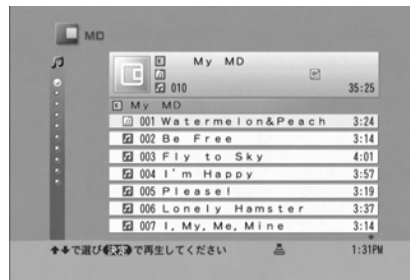 MD
My MD
010 35:25
My MD
001 Watermelon&Peach 3:24
002 Be Free 3:14
003 Fly to Sky 4:01
004 I'm Happy 3:57
005 Please! 3:19
006 Lonely Hamster 3:37
007 I, My, Me, Mine 3:14
↑↓で選び決定で再生してください 1:31PM